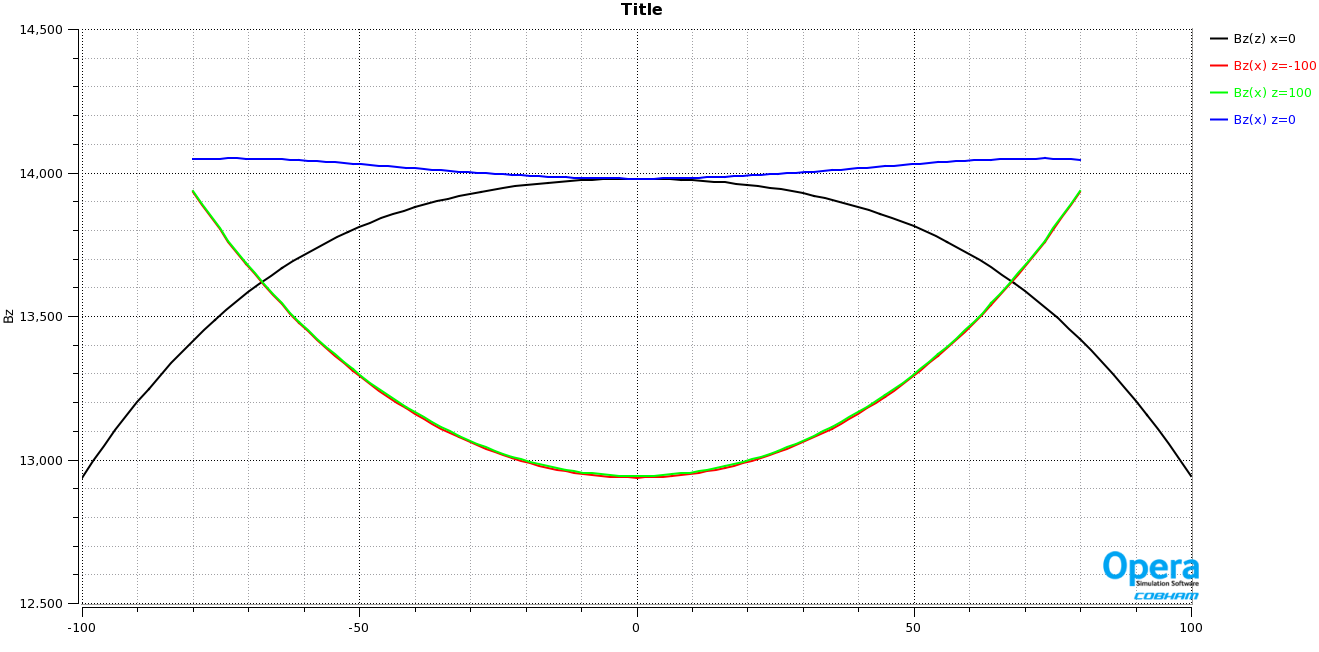 Title
14,500
14,000
13,500
13,000
12,500
Bz
-100
-50
0
50
100
Bz(z) x=0
Bz(x) z=-100
Bz(x) z=100
Bz(x) z=0
Opera
Simulation Software
COBHAM